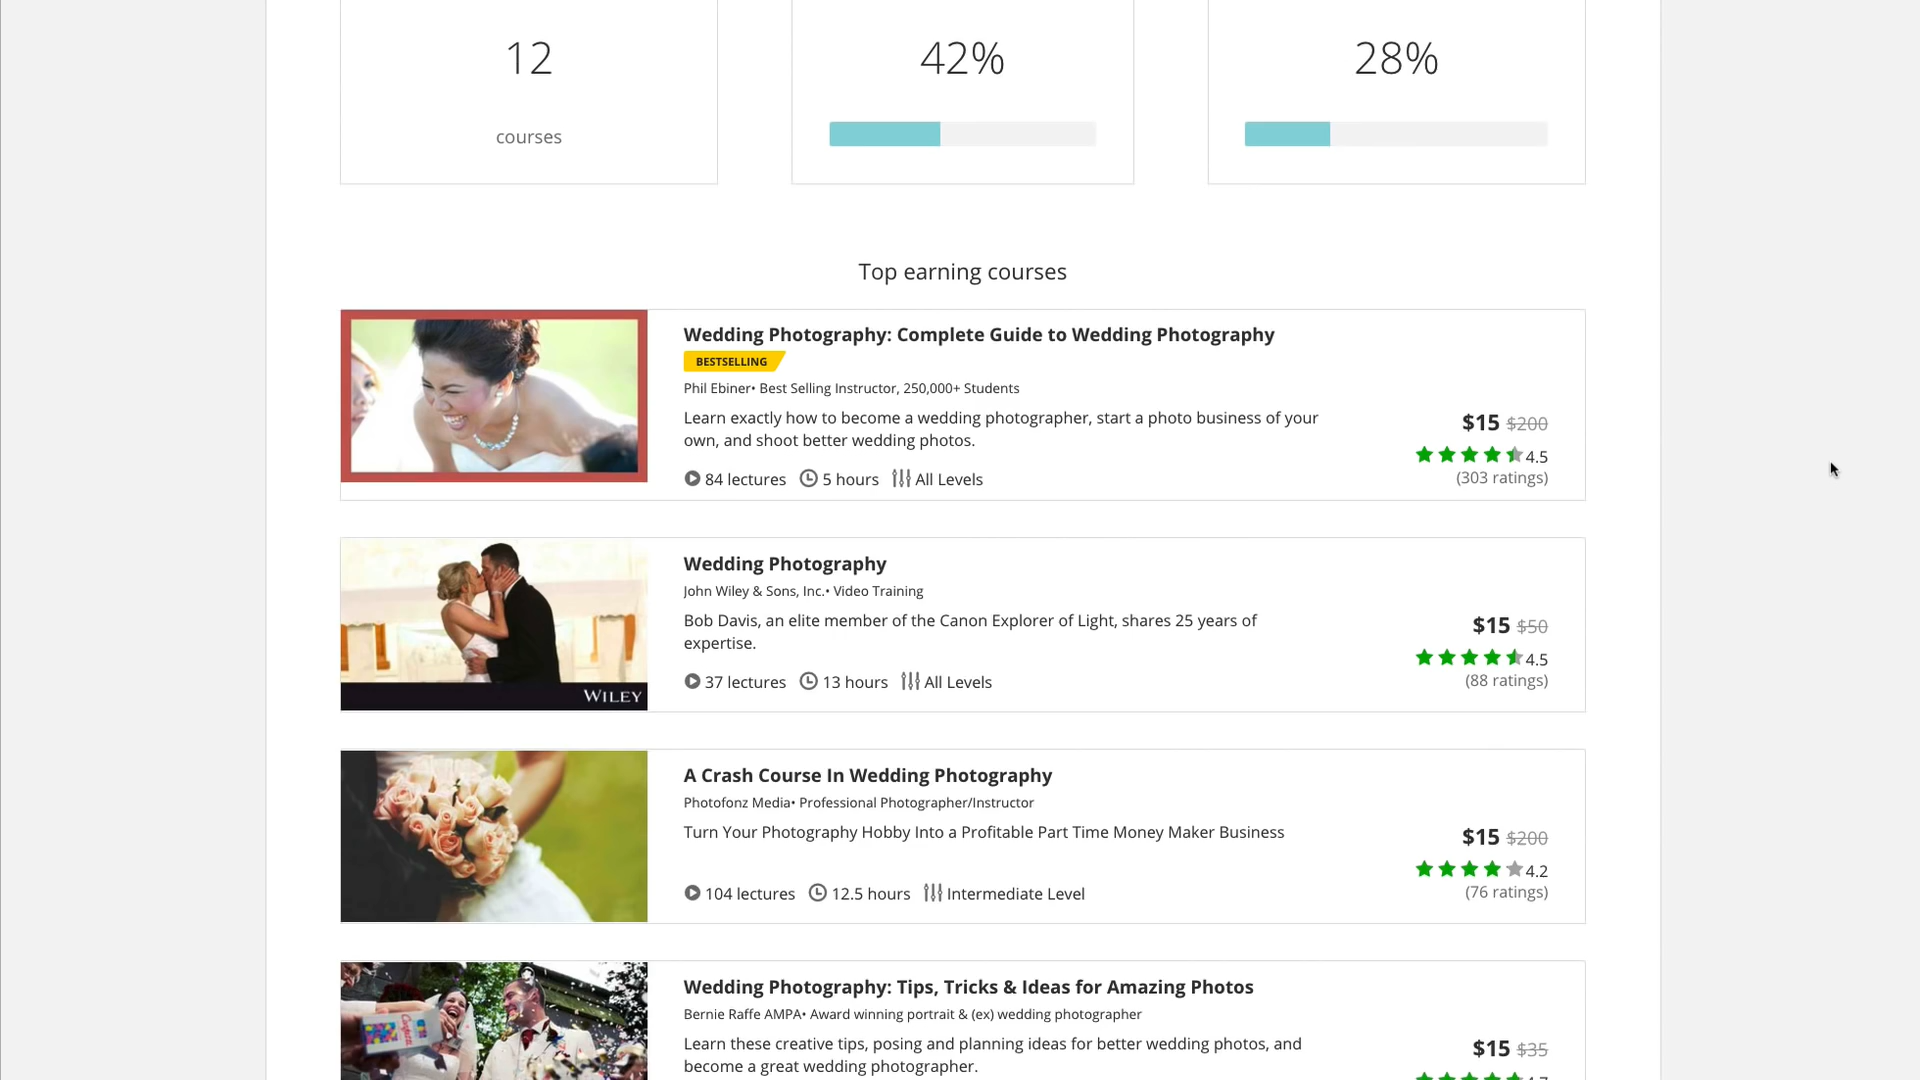 12
42%
28%
courses
Top earning courses
Wedding Photography: Complete Guide to Wedding Photography
BESTSELLING
Phil Ebiner• Best Selling Instructor, 250,000+ Students
Learn exactly how to become a wedding photographer, start a photo business of your
own, and shoot better wedding photos.
84 lectures 5 hours All Levels
$15 $200
4.5
(303 ratings)
WILEY
Wedding Photography
John Wiley & Sons, Inc.• Video Training
Bob Davis, an elite member of the Canon Explorer of Light, shares 25 years of
expertise.
37 lectures 13 hours All Levels
$15 $50
4.5
(88 ratings)
A Crash Course In Wedding Photography
Photofonz Media• Professional Photographer/Instructor
Turn Your Photography Hobby Into a Profitable Part Time Money Maker Business
104 lectures 12.5 hours Intermediate Level
$15 $200
4.2
(76 ratings)
Wedding Photography: Tips, Tricks & Ideas for Amazing Photos
Bernie Raffe AMPA• Award winning portrait & (ex) wedding photographer
Learn these creative tips, posing and planning ideas for better wedding photos, and
become a great wedding photographer.
$15 $35